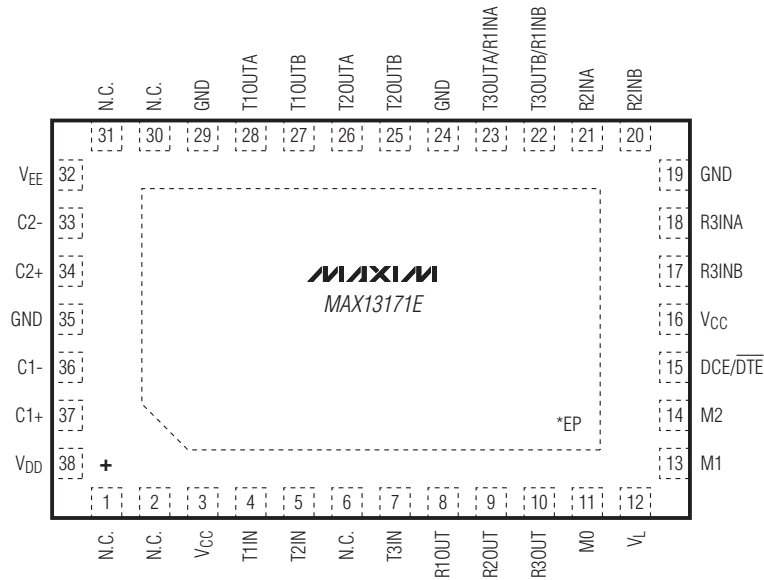 N.C. N.C. GND T1OUTA T1OUTB T2OUTA T2OUTB GND T3OUTA/R1INA T3OUTB/R1INB R2INA R2INB
31 30 29 28 27 26 25 24 23 22 21 20
VEE 32
C2- 33
C2+ 34
GND 35
C1- 36
C1+ 37
VDD 38
+
MAXIM
MAX13171E
*EP
19 GND
18 R3INA
17 R3INB
16 VCC
15 DCE/DTE
14 M2
13 M1
1 2 3 4 5 6 7 8 9 10 11 12
N.C. N.C. VCC T1IN T2IN N.C. T3IN R1OUT R2OUT R3OUT M0 VL